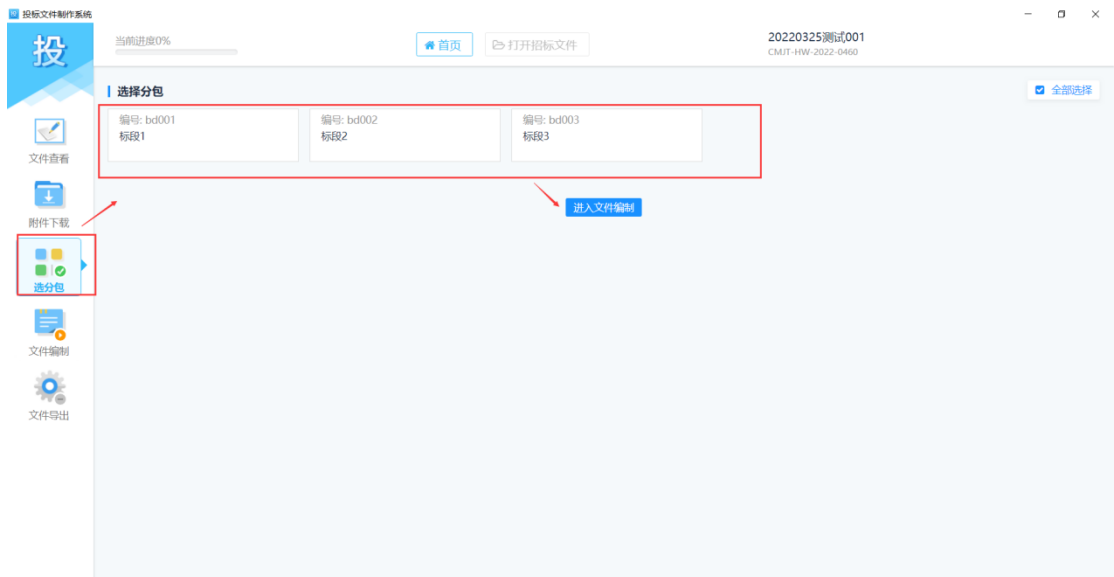 投标文件制作系统
投
当前进度0%
首页
打开招标文件
20220325测试001
CMJT-HW-2022-0460
选择分包
全部选择
编号: bd001
标段1
编号: bd002
标段2
编号: bd003
标段3
进入文件编制
文件查看
附件下载
选分包
文件编制
文件导出